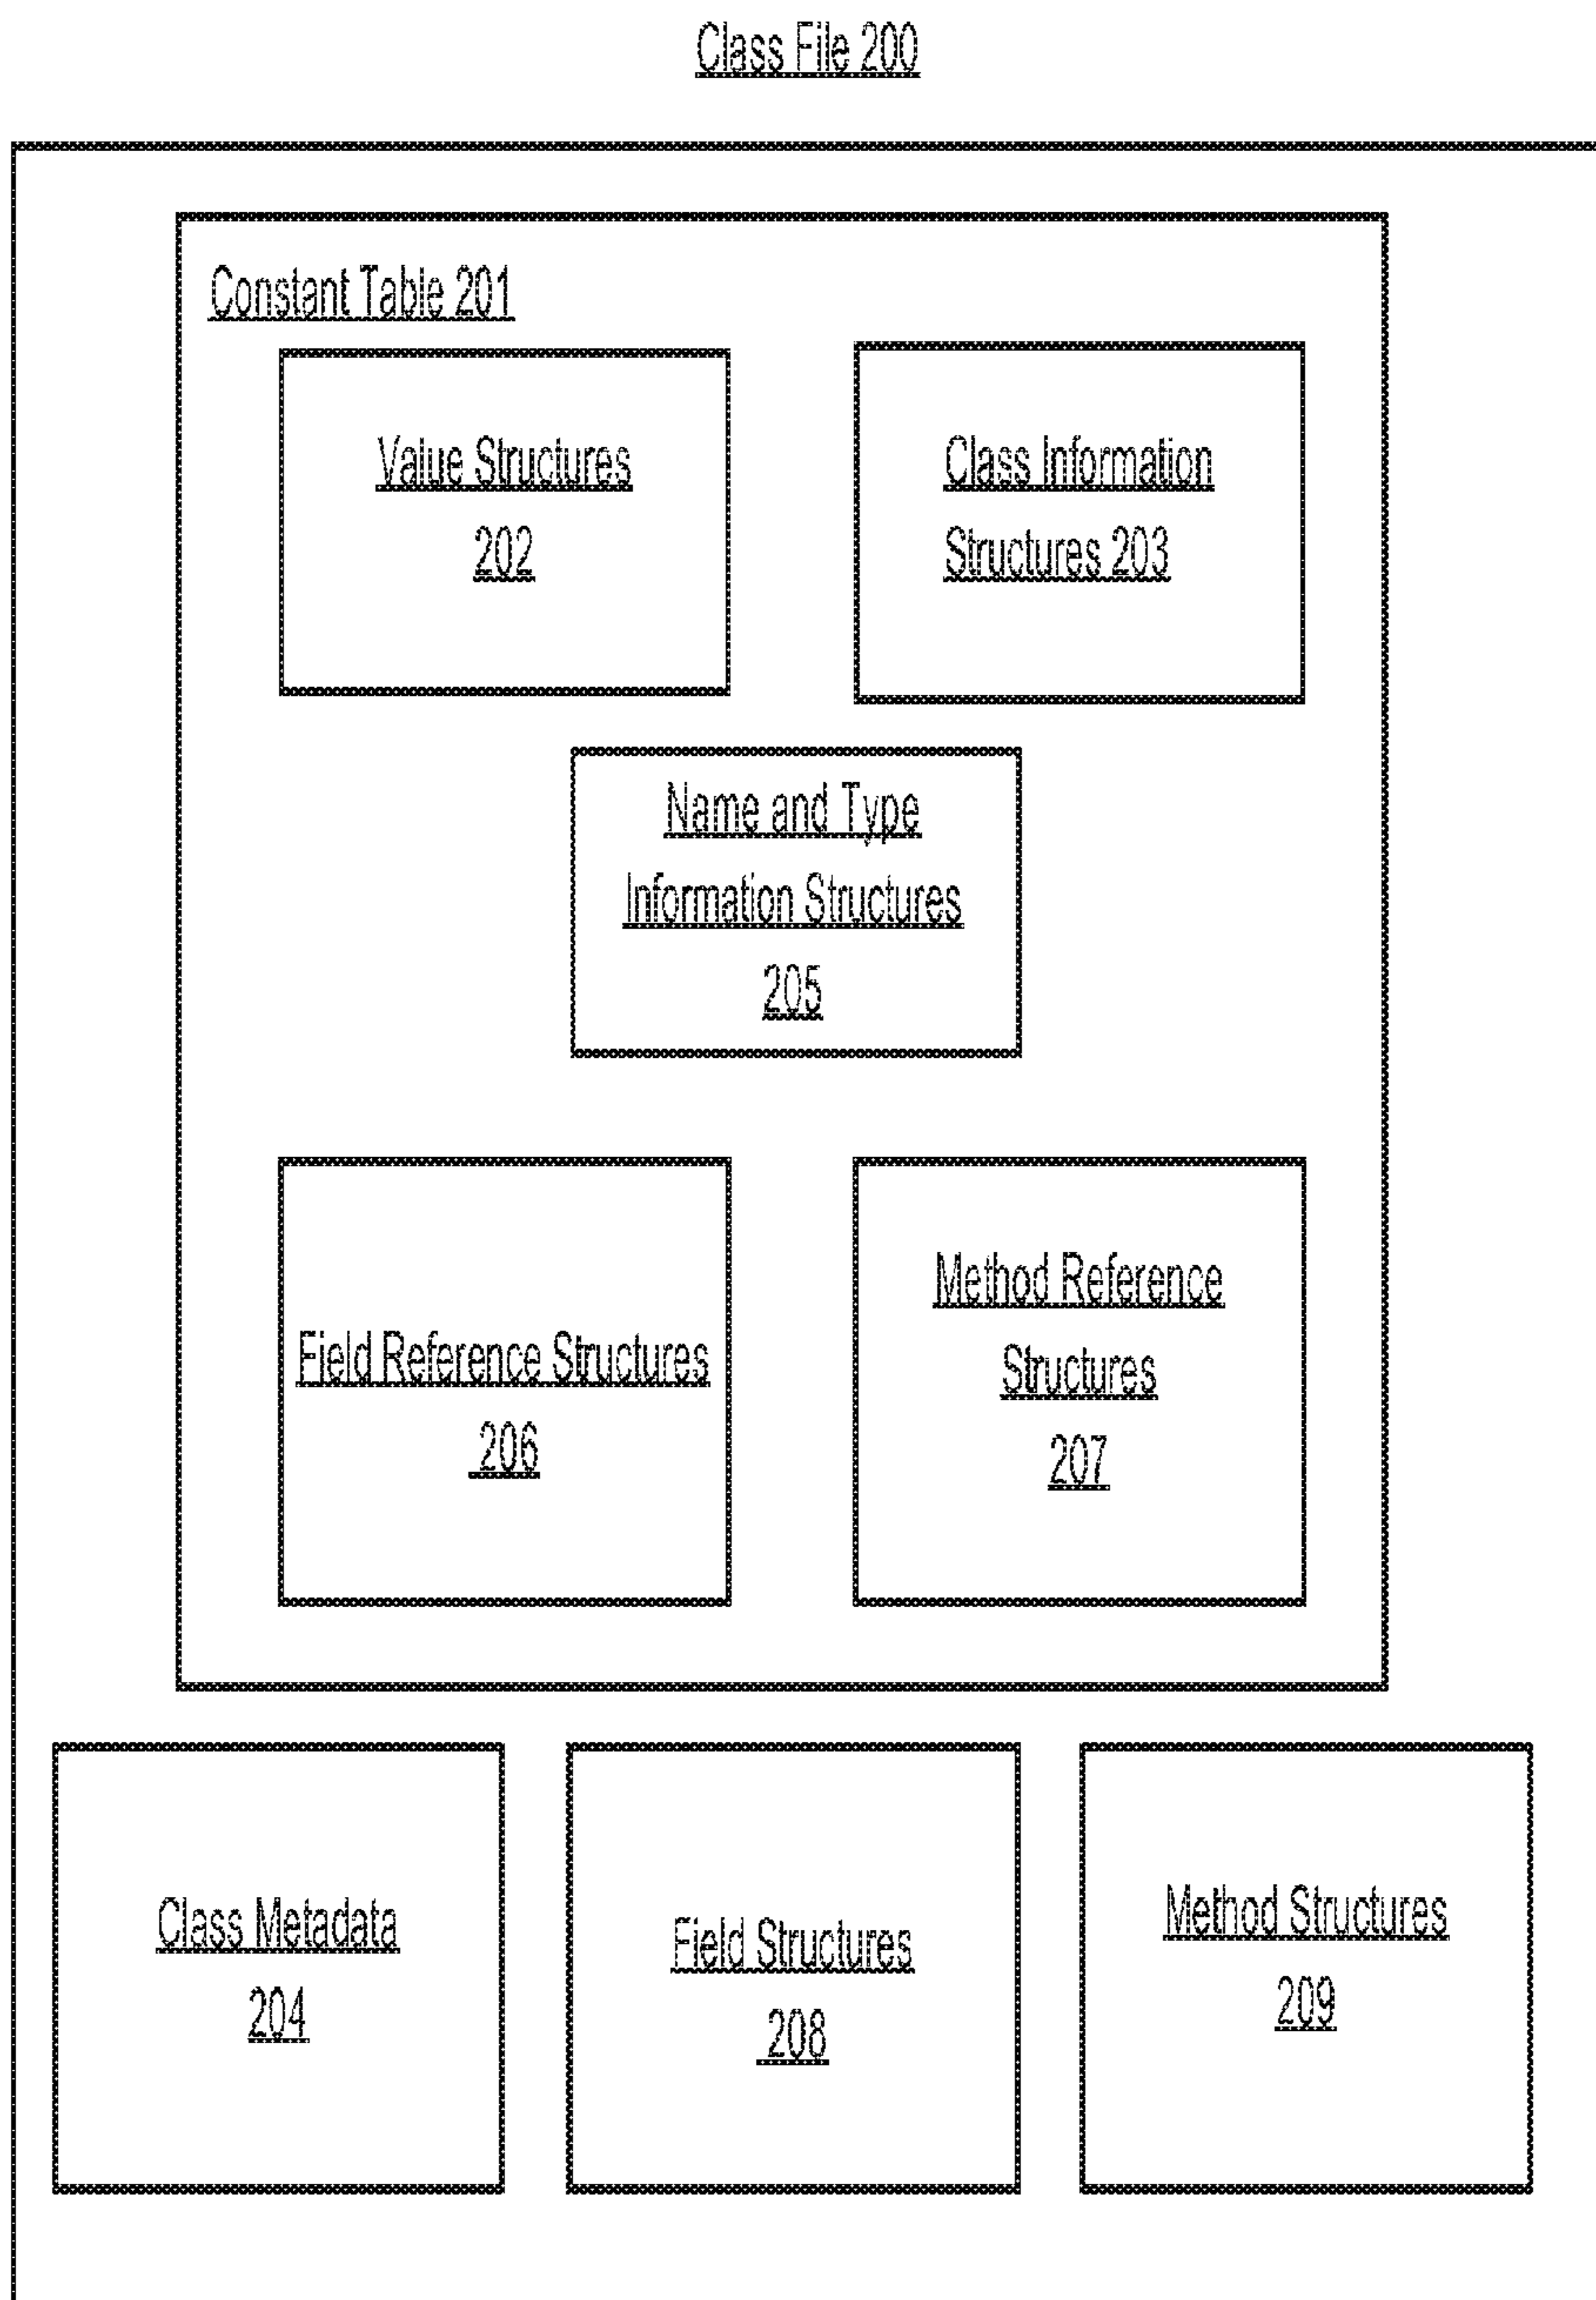 Class File 200
Constant Table 201
Value Structures
202
Class Information
Structures 203
Name and Type
Information Structures
205
Field Reference Structures
206
Method Reference
Structures
207
Class Metadata
204
Field Structures
208
Method Structures
209